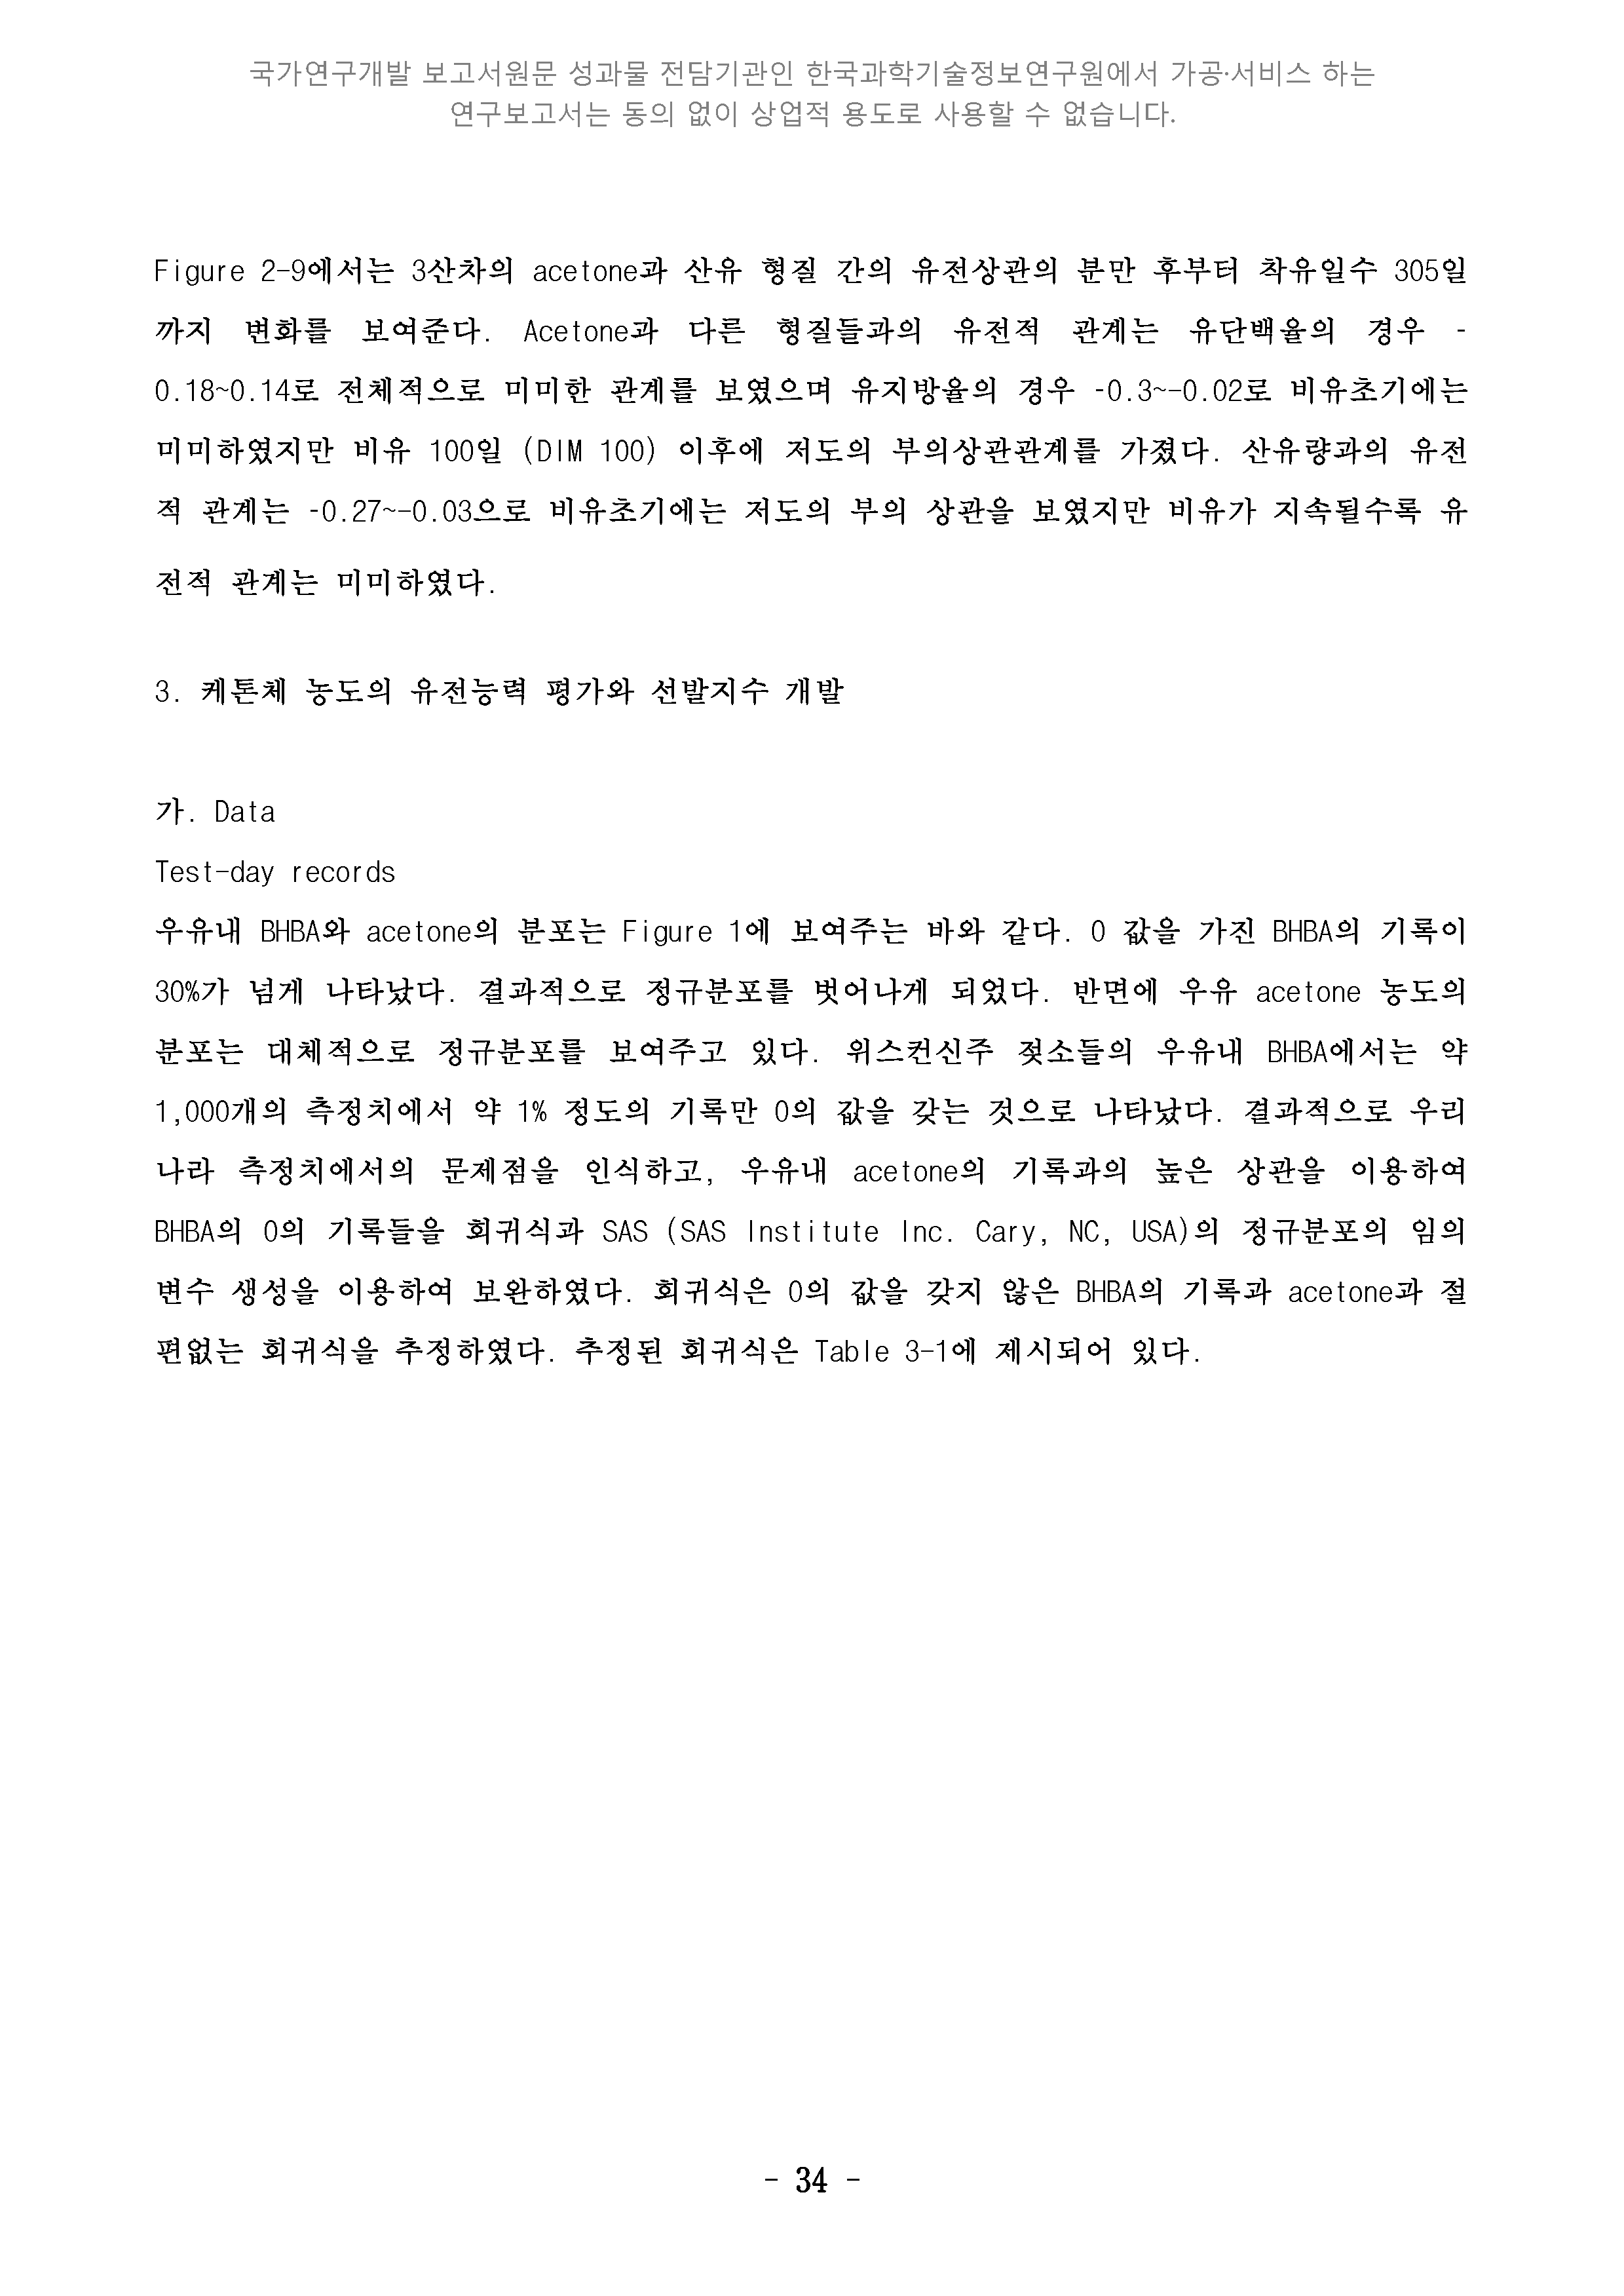 국가연구개발 보고서원문 성과물 전담기관인 한국과학기술정보연구원에서 가공·서비스 하는
연구보고서는 동의 없이 상업적 용도로 사용할 수 없습니다.
Figure 2-9에서는 3산차의 acetone과 산유 형질 간의 유전상관의 분만 후부터 착유일수 305일
까지 변화를 보여준다. Acetone과 다른 형질들과의 유전적 관계는 유단백율의 경우 -
0.18~0.14로 전체적으로 미미한 관계를 보였으며 유지방율의 경우 -0.3~-0.02로 비유초기에는
미미하였지만 비유 100일 (DIM 100) 이후에 저도의 부의상관관계를 가졌다. 산유량과의 유전
적 관계는 -0.27~-0.03으로 비유초기에는 저도의 부의 상관을 보였지만 비유가 지속될수록 유
전적 관계는 미미하였다.
3. 케톤체 농도의 유전능력 평가와 선발지수 개발
가. Data
Test-day records
우유내 BHBA와 acetone의 분포는 Figure 1에 보여주는 바와 같다. 0 값을 가진 BHBA의 기록이
30%가 넘게 나타났다. 결과적으로 정규분포를 벗어나게 되었다. 반면에 우유 acetone 농도의
분포는 대체적으로 정규분포를 보여주고 있다. 위스컨신주 젖소들의 우유내 BHBA에서는 약
1,000개의 측정치에서 약 1% 정도의 기록만 0의 값을 갖는 것으로 나타났다. 결과적으로 우리
나라 측정치에서의 문제점을 인식하고, 우유내 acetone의 기록과의 높은 상관을 이용하여
BHBA의 0의 기록들을 회귀식과 SAS (SAS Institute Inc. Cary, NC, USA)의 정규분포의 임의
변수 생성을 이용하여 보완하였다. 회귀식은 0의 값을 갖지 않은 BHBA의 기록과 acetone과 절
편없는 회귀식을 추정하였다. 추정된 회귀식은 Table 3-1에 제시되어 있다.
- 34 -